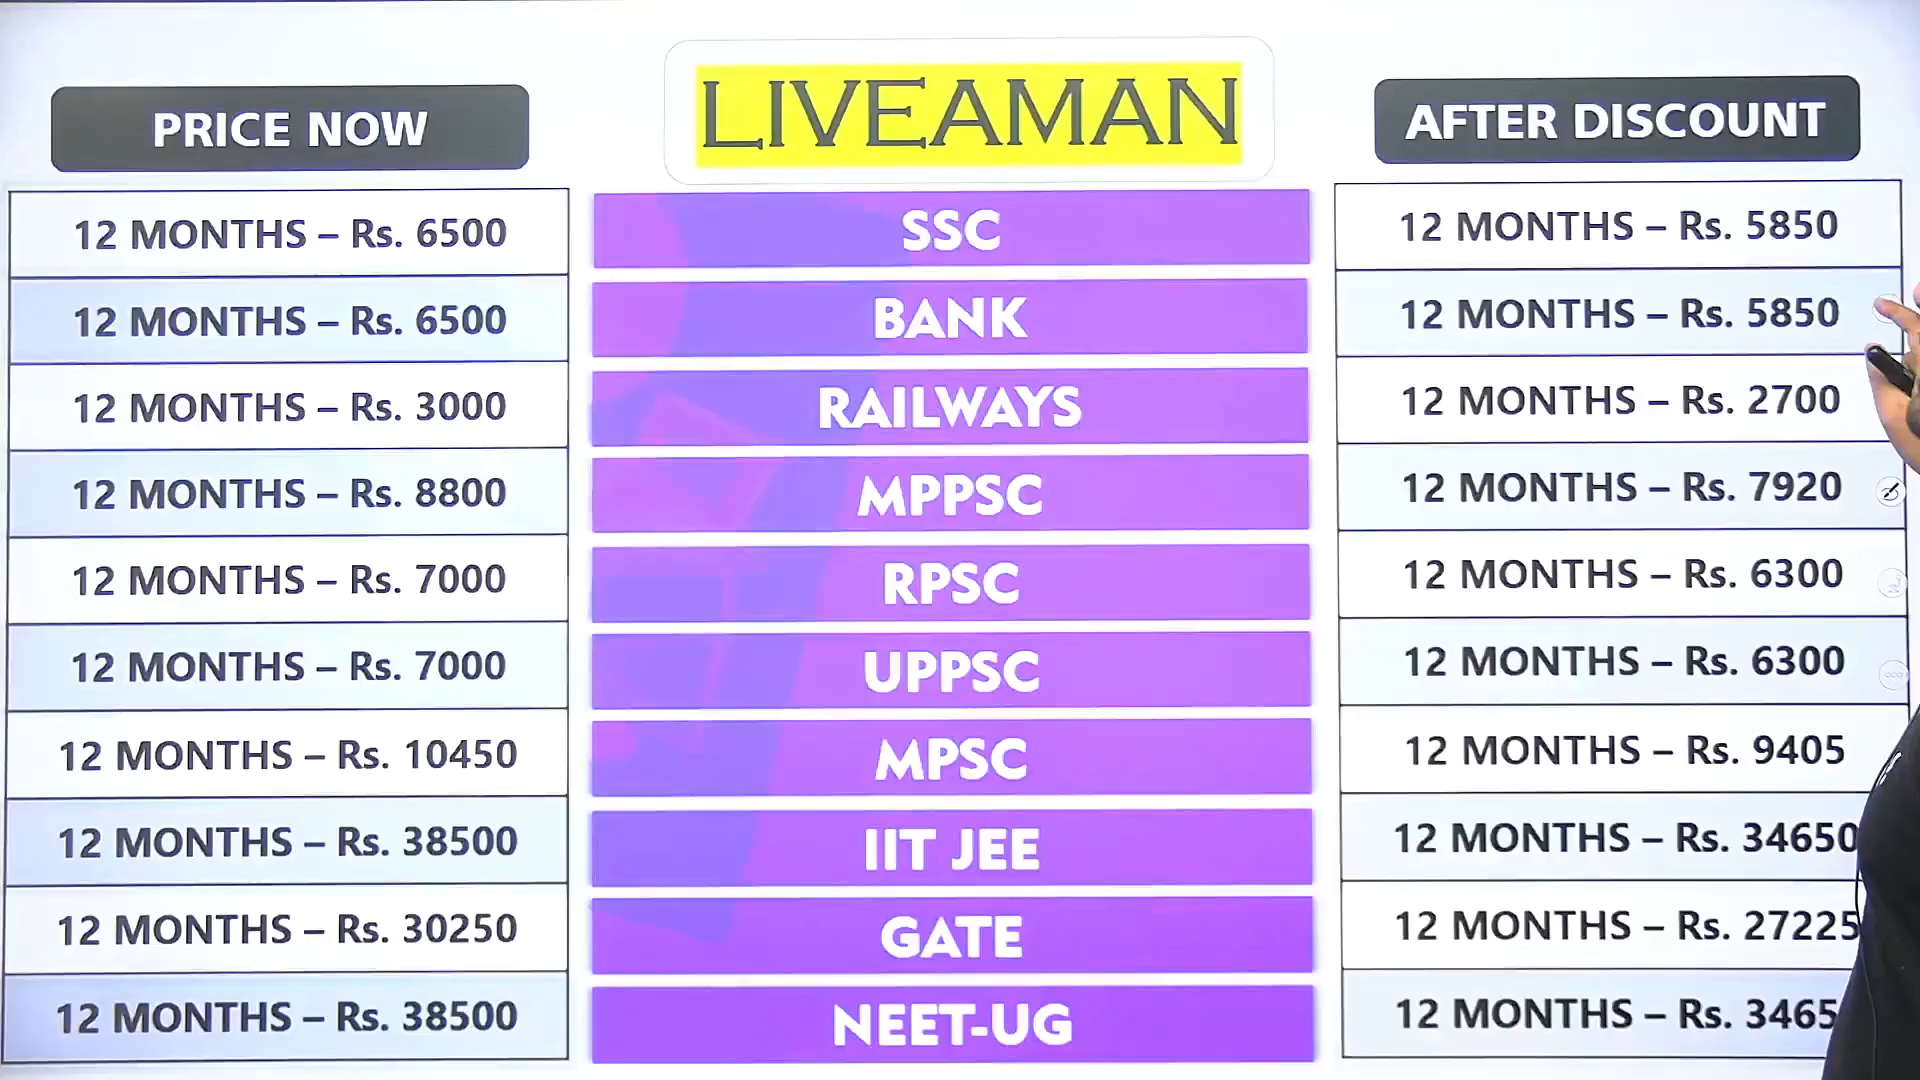 PRICE NOW LIVEAMAN AFTER DISCOUNT
12 MONTHS – Rs. 6500 SSC 12 MONTHS – Rs. 5850
12 MONTHS – Rs. 6500 BANK 12 MONTHS – Rs. 5850
12 MONTHS – Rs. 3000 RAILWAYS 12 MONTHS – Rs. 2700
12 MONTHS – Rs. 8800 MPPSC 12 MONTHS – Rs. 7920
12 MONTHS – Rs. 7000 RPSC 12 MONTHS – Rs. 6300
12 MONTHS – Rs. 7000 UPPSC 12 MONTHS – Rs. 6300
12 MONTHS – Rs. 10450 MPSC 12 MONTHS – Rs. 9405
12 MONTHS – Rs. 38500 IIT JEE 12 MONTHS – Rs. 34650
12 MONTHS – Rs. 30250 GATE 12 MONTHS – Rs. 27225
12 MONTHS – Rs. 38500 NEET-UG 12 MONTHS – Rs.